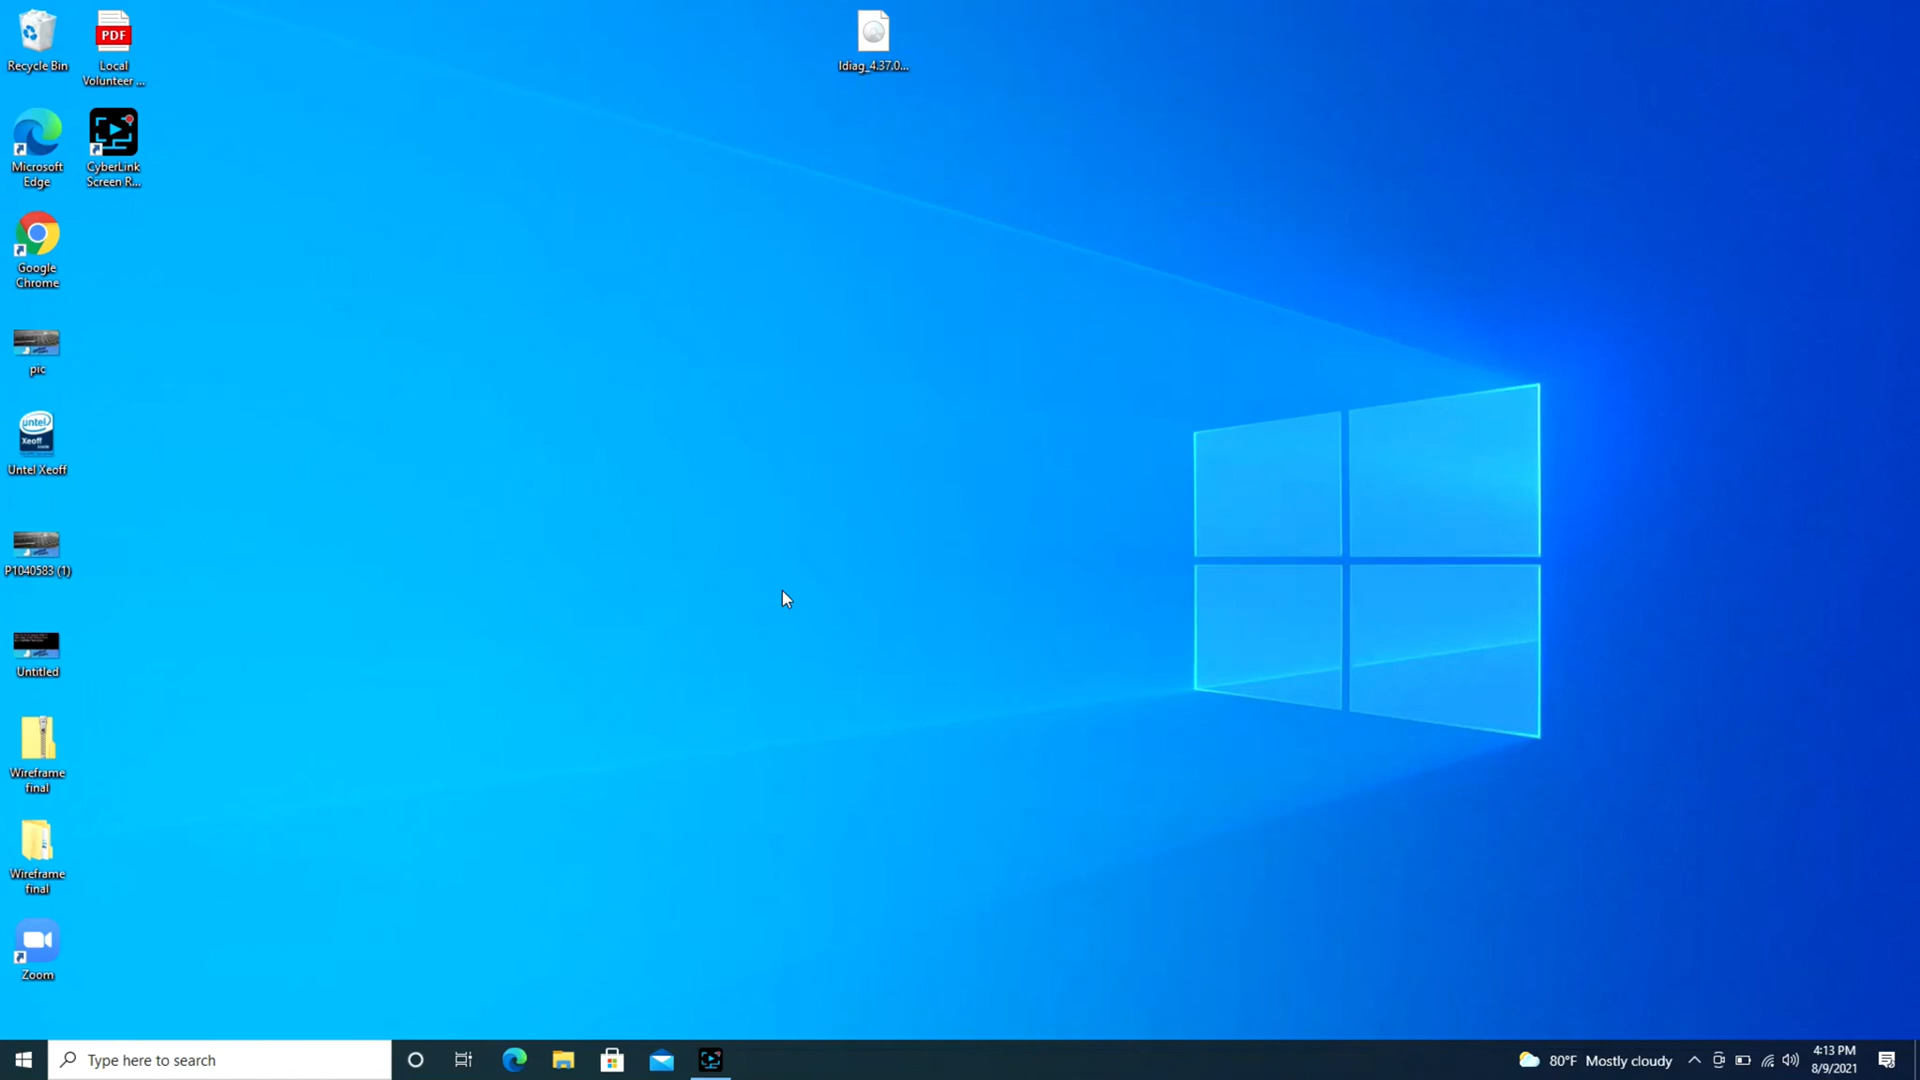 Recycle Bin
PDF
Local
Volunteer ...
ldiag_4.37.0...
Microsoft
Edge
CyberLink
Screen R...
Google
Chrome
pic
untel
Xeoff
Untel Xeoff
P1040583 (1)
Untitled
Wireframe
final
Wireframe
final
Zoom
Type here to search
80°F Mostly cloudy
4:13 PM
8/9/2021